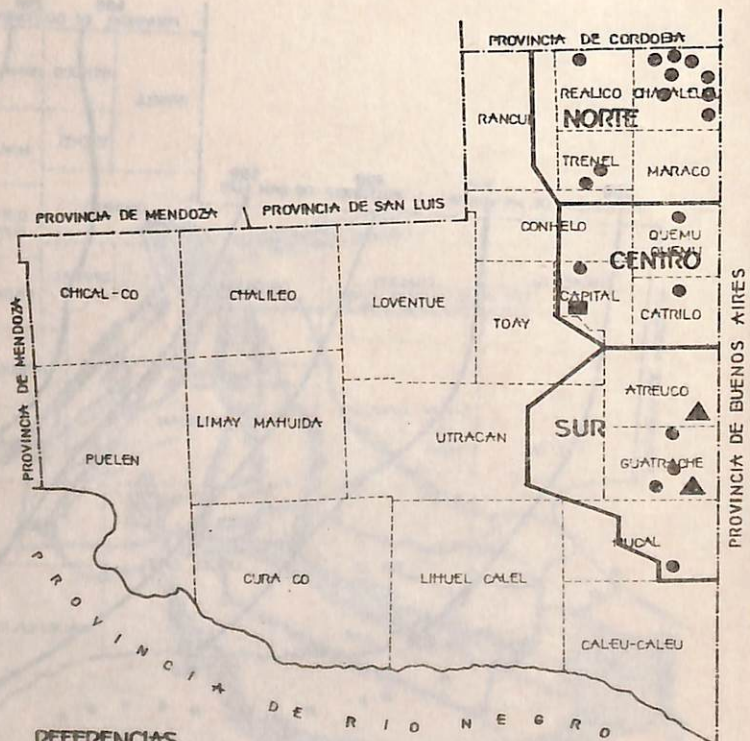 PROVINCIA DE CORDOBA
REALICO
RANCUL
NORTE
TRENEL
MARACO
PROVINCIA DE MENDOZA
PROVINCIA DE SAN LUIS
CONHELO
QUEMU
QUEMU
CENTRO
CHICAL-CO
CHALILEO
LOVENTUE
TOAY
CAPITAL
CATRILO
PROVINCIA DE MENDOZA
PROVINCIA DE BUENOS AIRES
ATREUCO
LIMAY MAHUIDA
UTRACAN
SUR
PUELEN
GUATRACHE
HUCAL
CURA CO
LIHUEL CALEL
CALEU-CALEU
PROVINCIA DE RIO NEGRO
REFERENCIAS